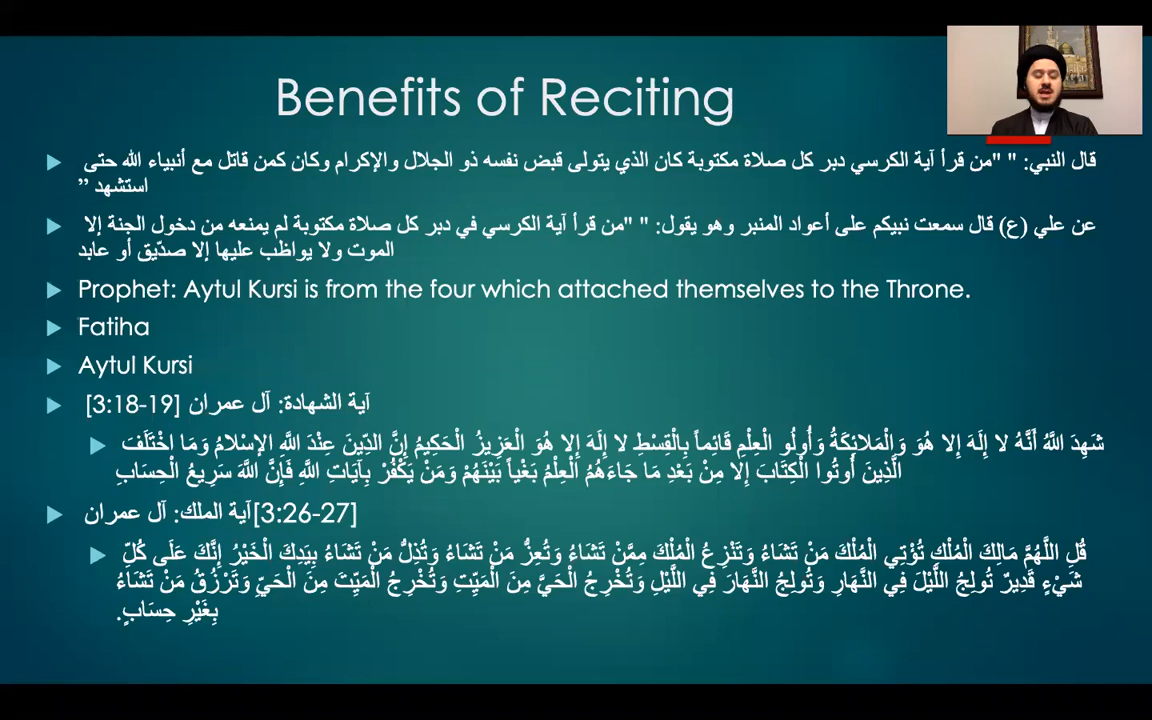 Benefits of Reciting
قال النبي: " "من قرأ آية الكرسي دبر كل صلاة مكتوبة كان الذي يتولى قبض نفسه ذو الجلال والإكرام وكان كمن قاتل مع أنبياء الله حتى
استشهد ”
عن علي (ع) قال سمعت نبيكم على أعواد المنبر وهو يقول: " "من قرأ آية الكرسي في دبر كل صلاة مكتوبة لم يمنعه من دخول الجنة إلا
الموت ولا يواظب عليها إلا صدّيق أو عابد
Prophet: Aytul Kursi is from the four which attached themselves to the Throne.
Fatiha
Aytul Kursi
آية الشهادة: آل عمران [3:18-19]
شَهِدَ اللَّهُ أَنَّهُ لا إِلَهَ إِلا هُوَ وَالْمَلائِكَةُ وَأُولُو الْعِلْمِ قَائِماً بِالْقِسْطِ لا إِلَهَ إِلا هُوَ الْعَزِيزُ الْحَكِيمُ إِنَّ الدِّينَ عِنْدَ اللَّهِ الإِسْلامُ وَمَا اخْتَلَفَ
الَّذِينَ أُوتُوا الْكِتَابَ إِلا مِنْ بَعْدِ مَا جَاءَهُمُ الْعِلْمُ بَغْياً بَيْنَهُمْ وَمَنْ يَكْفُرْ بِآيَاتِ اللَّهِ فَإِنَّ اللَّهَ سَرِيعُ الْحِسَابِ
[3:26-27]آية الملك: آل عمران
قُلِ اللَّهُمَّ مَالِكَ الْمُلْكِ تُؤْتِي الْمُلْكَ مَنْ تَشَاءُ وَتَنْزِعُ الْمُلْكَ مِمَّنْ تَشَاءُ وَتُعِزُّ مَنْ تَشَاءُ وَتُذِلُّ مَنْ تَشَاءُ بِيَدِكَ الْخَيْرُ إِنَّكَ عَلَى كُلِّ
شَيْءٍ قَدِيرٌ تُولِجُ اللَّيْلَ فِي النَّهَارِ وَتُولِجُ النَّهَارَ فِي اللَّيْلِ وَتُخْرِجُ الْحَيَّ مِنَ الْمَيِّتِ وَتُخْرِجُ الْمَيِّتَ مِنَ الْحَيِّ وَتَرْزُقُ مَنْ تَشَاءُ
بِغَيْرِ حِسَابٍ.